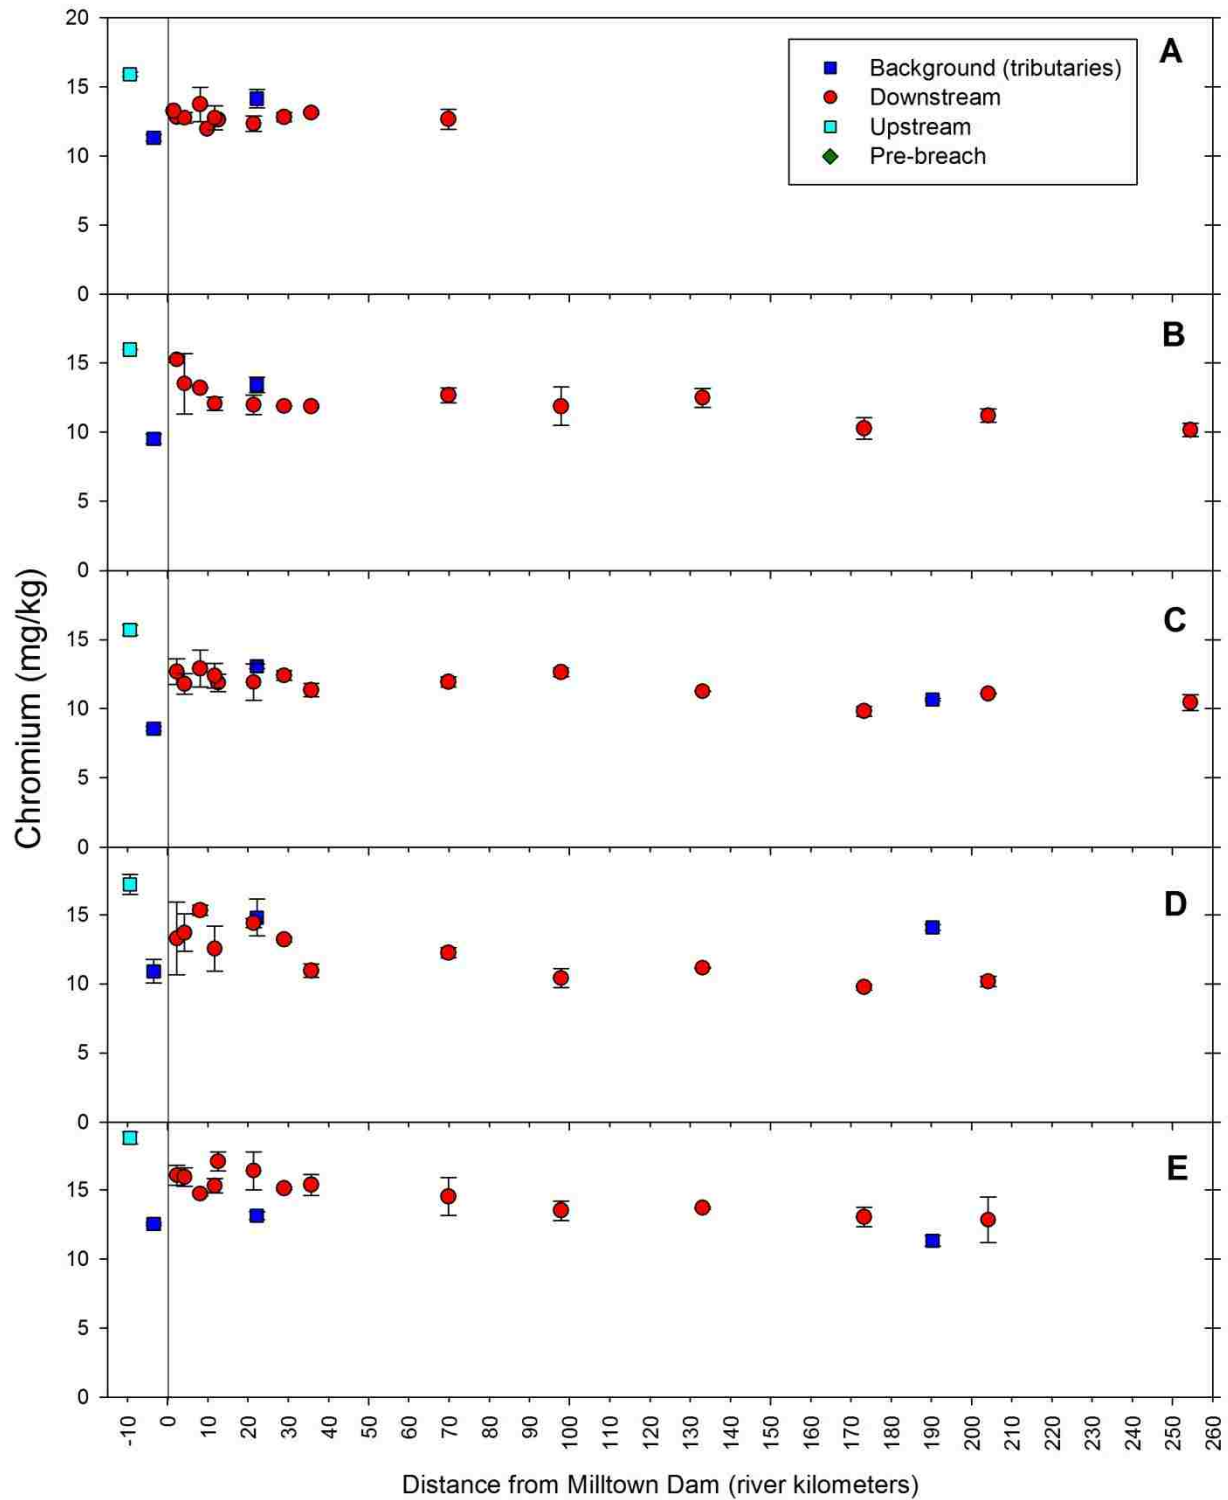 20
15
10
5
0
A
Background (tributaries)
Downstream
Upstream
Pre-breach
15
10
5
0
B
15
10
5
0
C
15
10
5
0
D
15
10
5
0
E
Chromium (mg/kg)
-10 0 10 20 30 40 50 60 70 80 90 100 110 120 130 140 150 160 170 180 190 200 210 220 230 240 250 260
Distance from Milltown Dam (river kilometers)